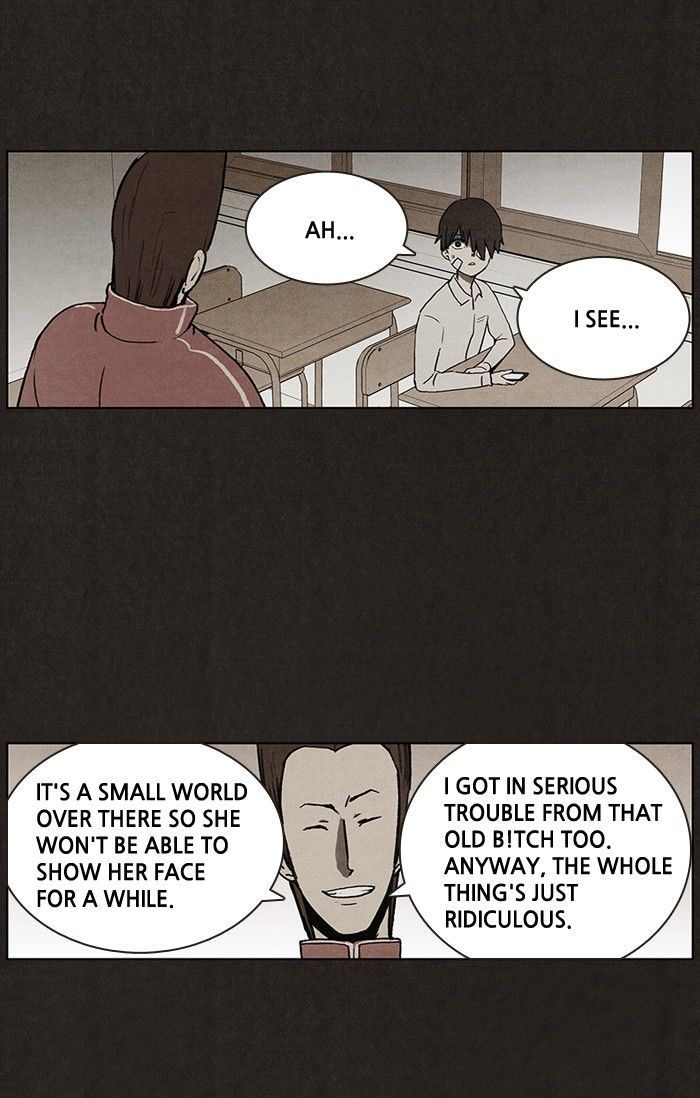 AH...
I SEE...
IT'S A SMALL WORLD
OVER THERE SO SHE
WON'T BE ABLE TO
SHOW HER FACE
FOR A WHILE.
I GOT IN SERIOUS
TROUBLE FROM THAT
OLD B!TCH TOO.
ANYWAY, THE WHOLE
THING'S JUST
RIDICULOUS.